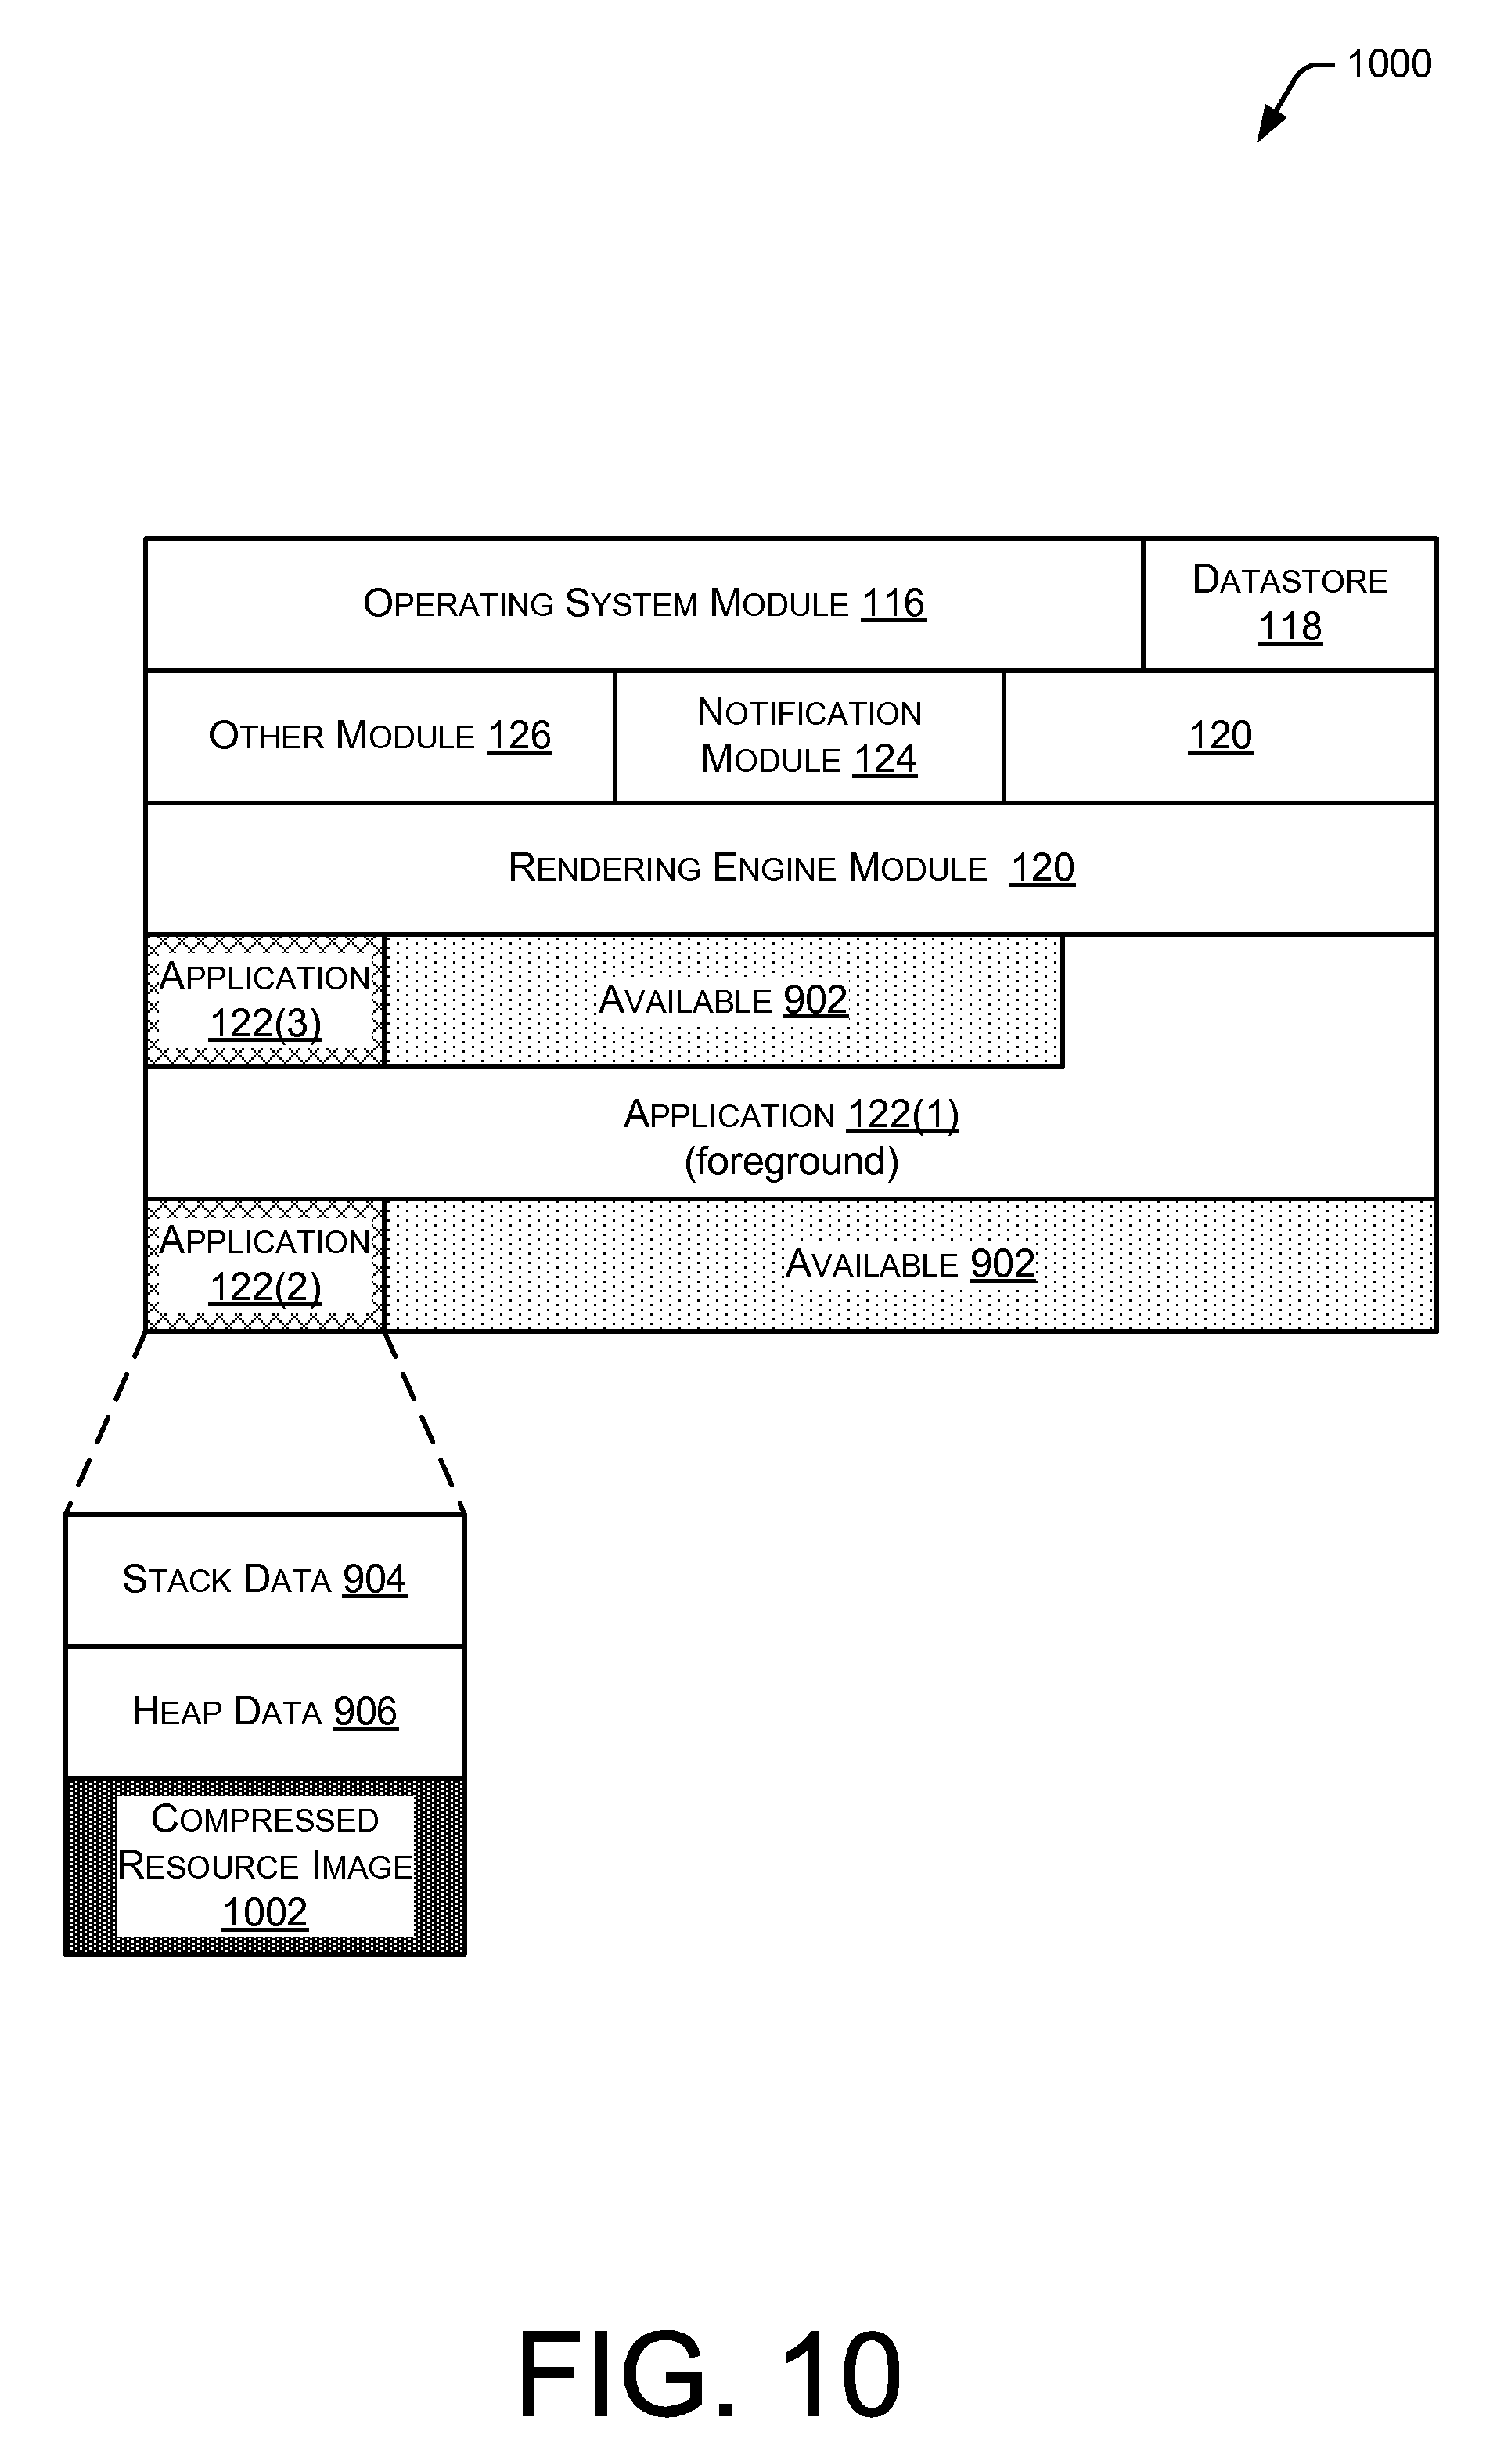 1000
OPERATING SYSTEM MODULE 116
DATASTORE
118
OTHER MODULE 126
NOTIFICATION
MODULE 124
120
RENDERING ENGINE MODULE 120
APPLICATION
122(3)
AVAILABLE 902
APPLICATION 122(1)
(foreground)
APPLICATION
122(2)
AVAILABLE 902
STACK DATA 904
HEAP DATA 906
COMPRESSED
RESOURCE IMAGE
1002
FIG. 10